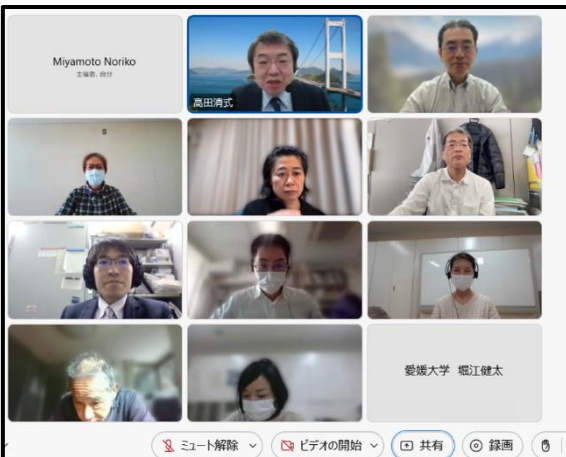 Miyamoto Noriko
主催者, 自分
高田清式
愛媛大学 堀江健太
ミュート解除
ビデオの開始
共有
録画